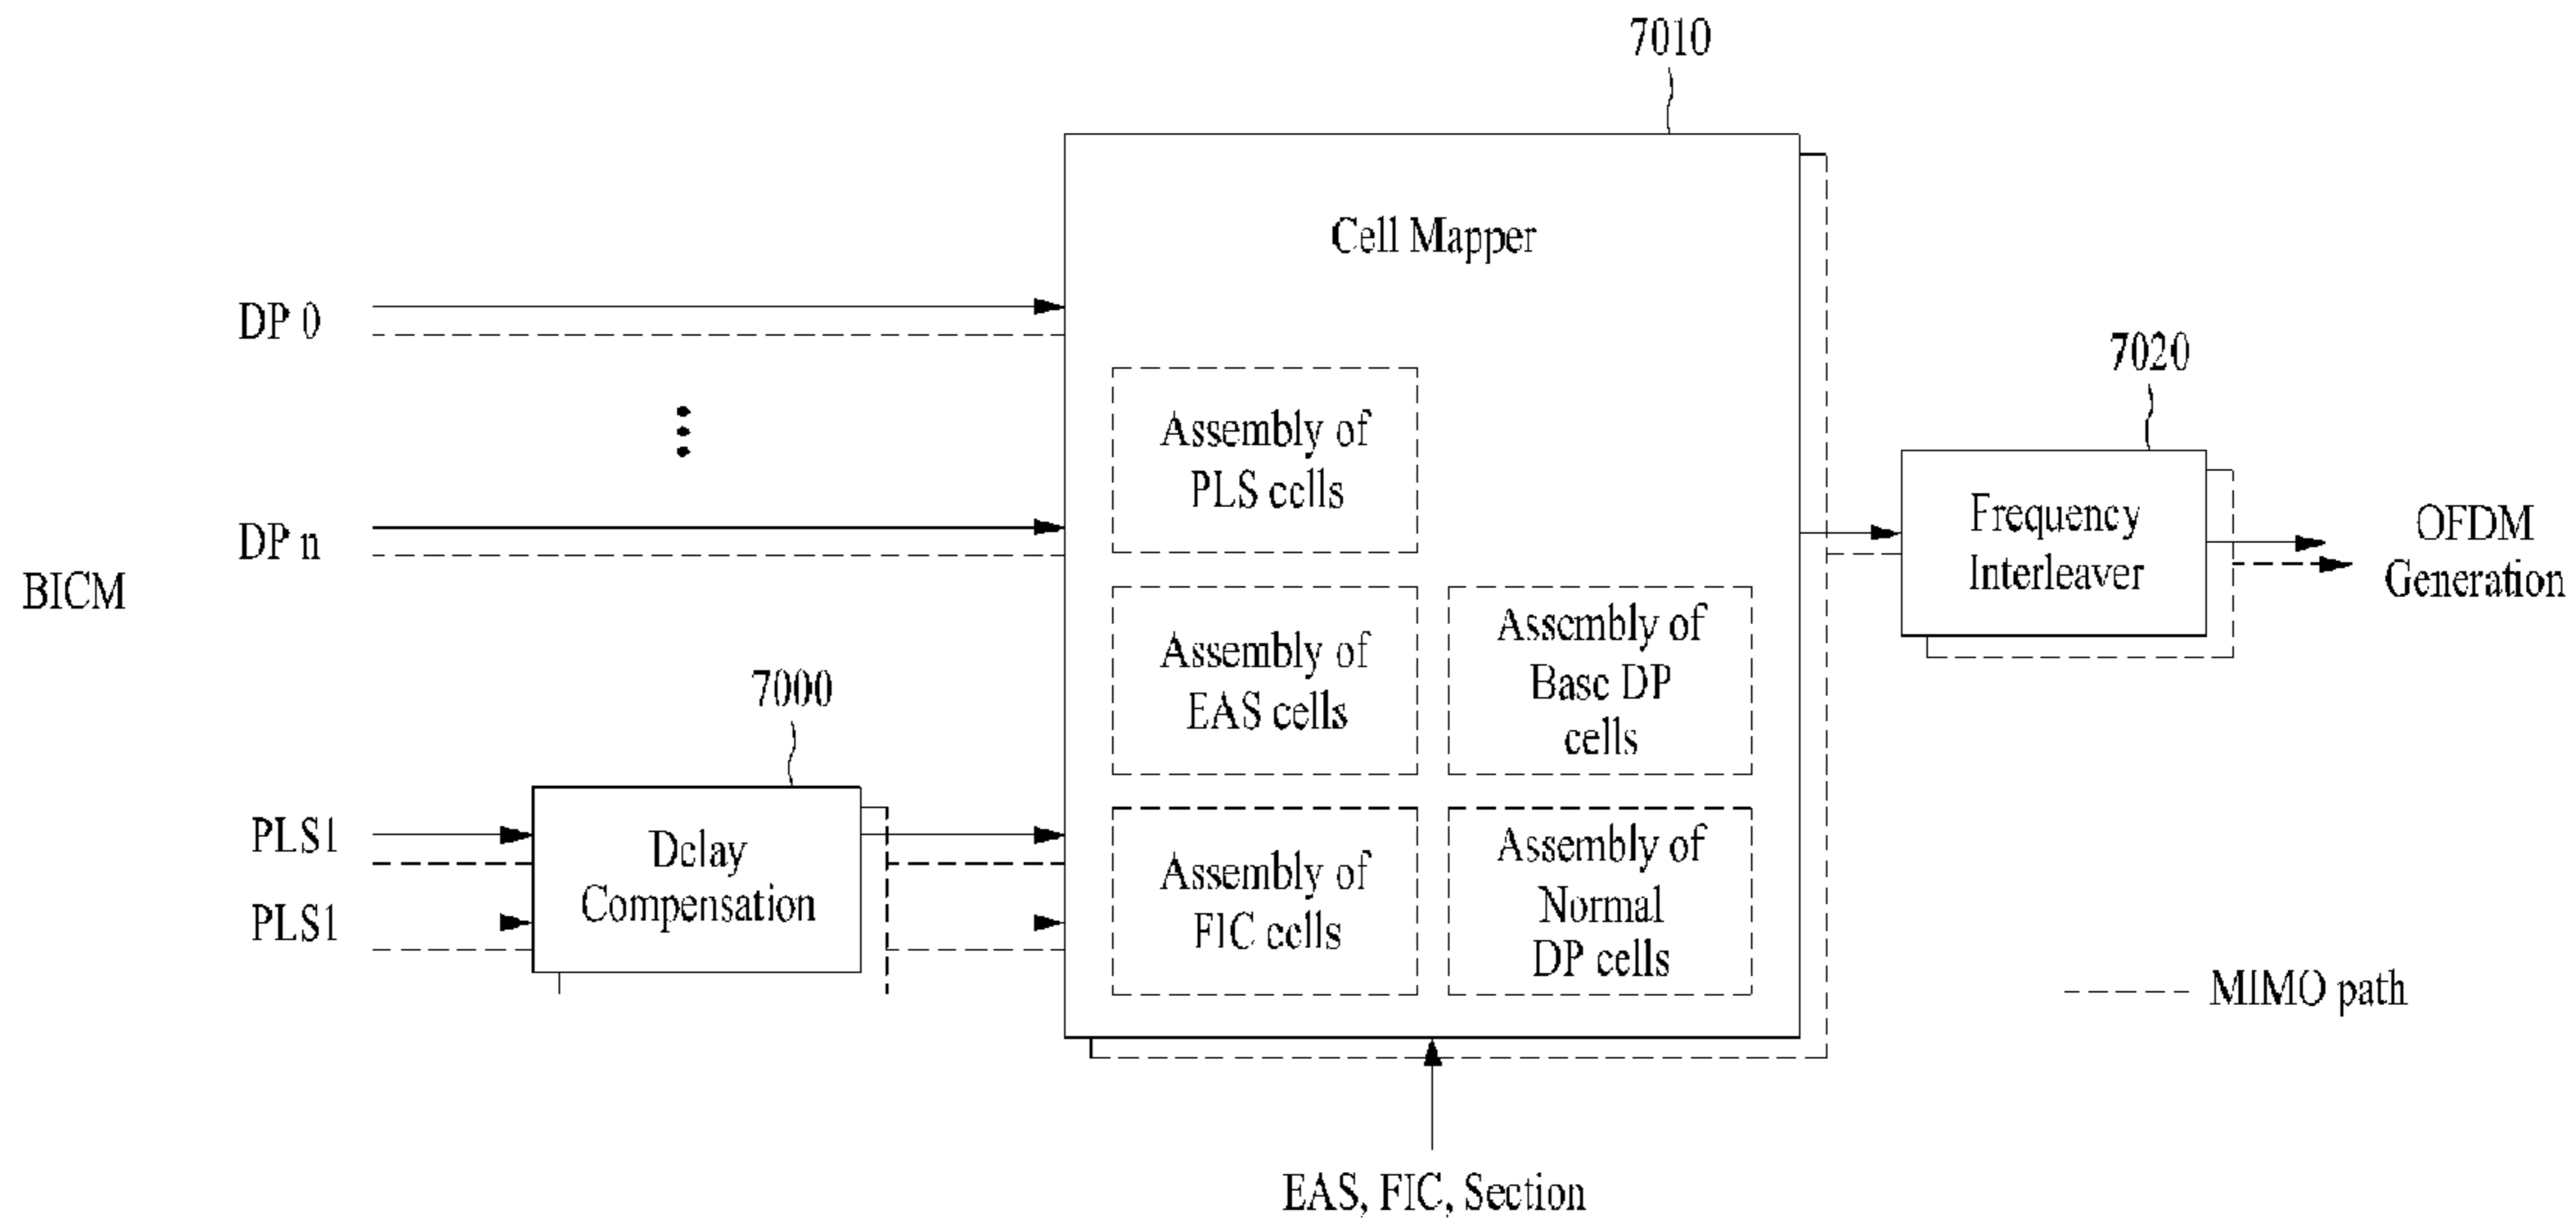 7010
Cell Mapper
DP 0
7020
Assembly of
PLS cells
Frequency
Interleaver
OFDM
Generation
DP n
BICM
Assembly of
EAS cells
Assembly of
Base DP
cells
7000
PLS1
Delay
Compensation
PLS1
Assembly of
FIC cells
Assembly of
Normal
DP cells
MIMO path
EAS, FIC, Section